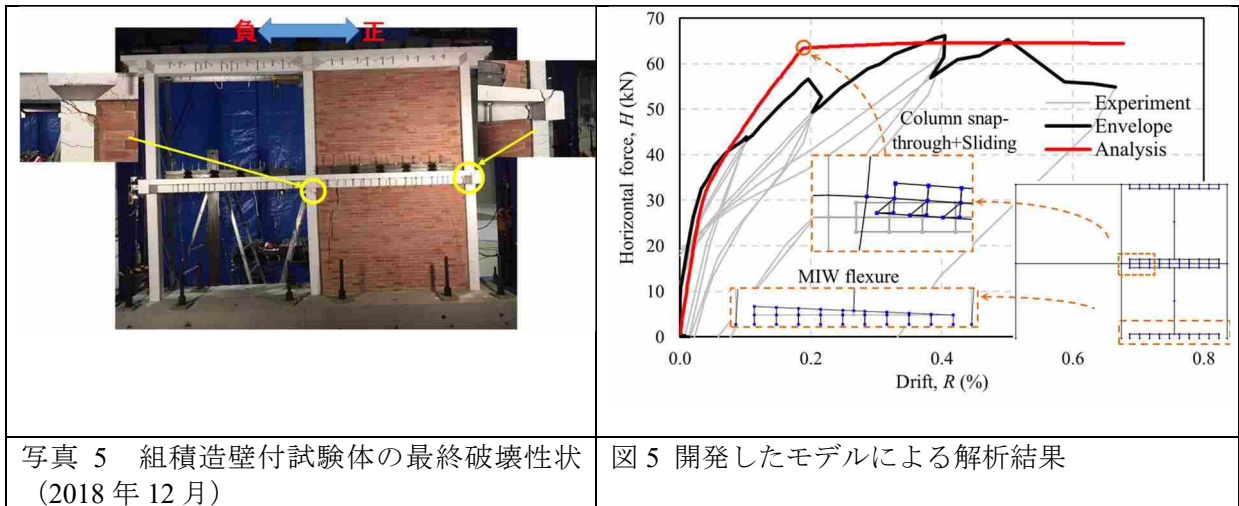 負 正
写真 5 組積造壁付試験体の最終破壊性状
(2018 年 12 月)
70
60
50
40
30
20
10
0
Horizontal force, H (kN)
Experiment
Envelope
Analysis
Column snap-
through+Sliding
MIW flexure
0.0 0.2 0.4 0.6 0.8
Drift, R (%)
図 5 開発したモデルによる解析結果